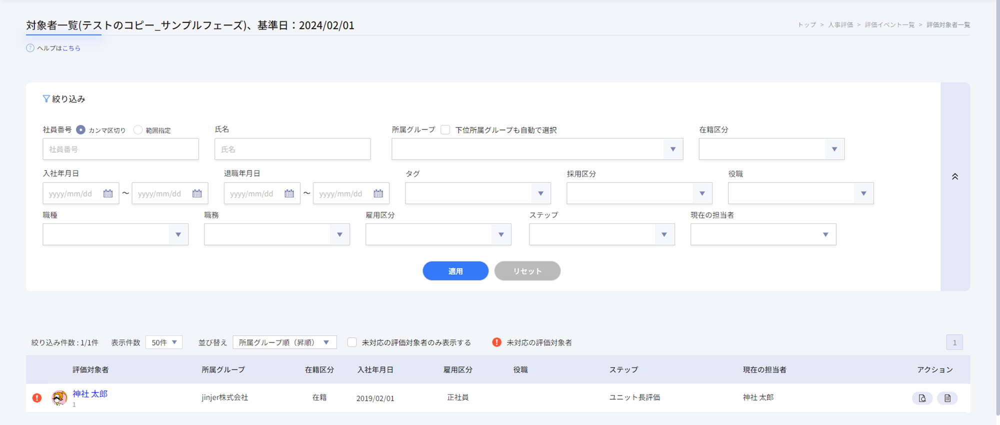 対象者一覧(テストのコピー_サンプルフェーズ)、基準日：2024/02/01
トップ > 人事評価 > 評価イベント一覧 > 評価対象者一覧
? ヘルプはこちら
絞り込み
社員番号 カンマ区切り 範囲指定 氏名 所属グループ 下位所属グループも自動で選択 在籍区分
社員番号 氏名
入社年月日 退職年月日 タグ 採用区分 役職
yyyy/mm/dd ～ yyyy/mm/dd yyyy/mm/dd ～ yyyy/mm/dd
職種 職務 雇用区分 ステップ 現在の担当者
適用 リセット
絞り込み件数 : 1/1件 表示件数 50件 並び替え 所属グループ順（昇順） 未対応の評価対象者のみ表示する ! 未対応の評価対象者 1
評価対象者 所属グループ 在籍区分 入社年月日 雇用区分 役職 ステップ 現在の担当者 アクション
! 神社 太郎 jinjer株式会社 在籍 2019/02/01 正社員 ユニット長評価 神社 太郎
1